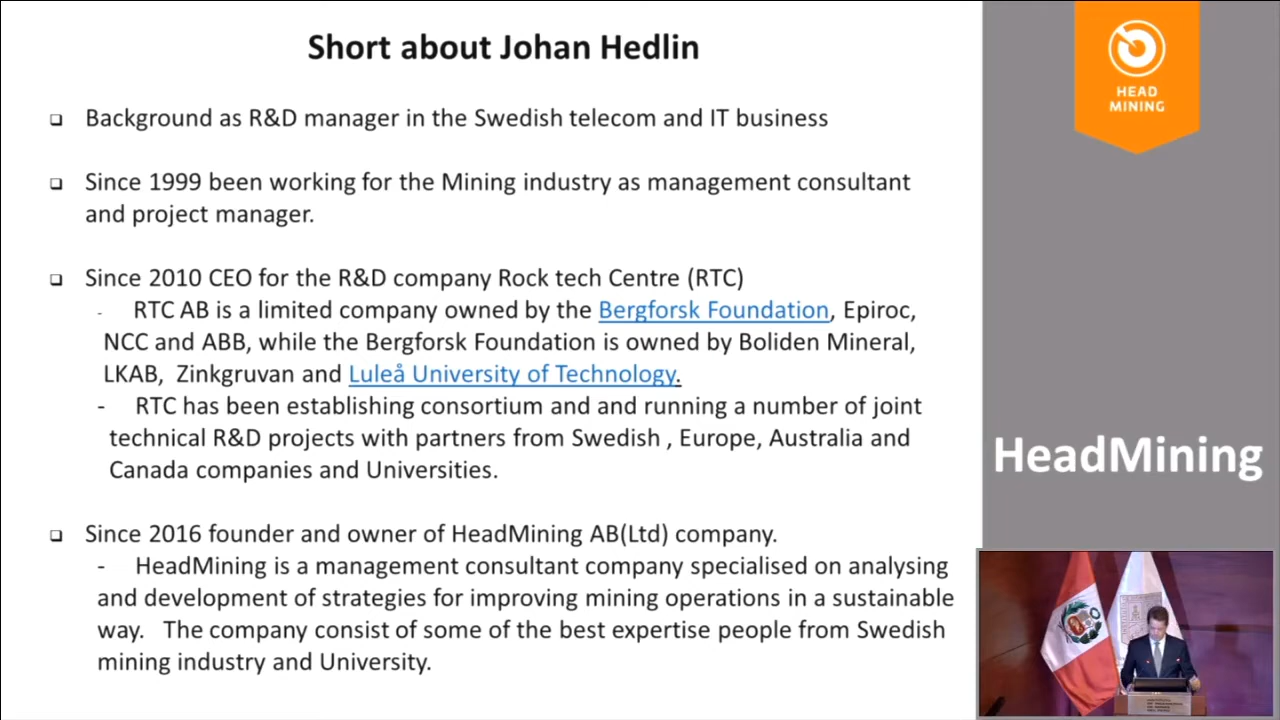 Short about Johan Hedlin
Background as R&D manager in the Swedish telecom and IT business
Since 1999 been working for the Mining industry as management consultant
and project manager.
Since 2010 CEO for the R&D company Rock tech Centre (RTC)
- RTC AB is a limited company owned by the Bergforsk Foundation, Epiroc,
NCC and ABB, while the Bergforsk Foundation is owned by Boliden Mineral,
LKAB, Zinkgruvan and Luleå University of Technology.
- RTC has been establishing consortium and and running a number of joint
technical R&D projects with partners from Swedish , Europe, Australia and
Canada companies and Universities.
Since 2016 founder and owner of HeadMining AB(Ltd) company.
- HeadMining is a management consultant company specialised on analysing
and development of strategies for improving mining operations in a sustainable
way. The company consist of some of the best expertise people from Swedish
mining industry and University.
HEAD
MINING
HeadMining